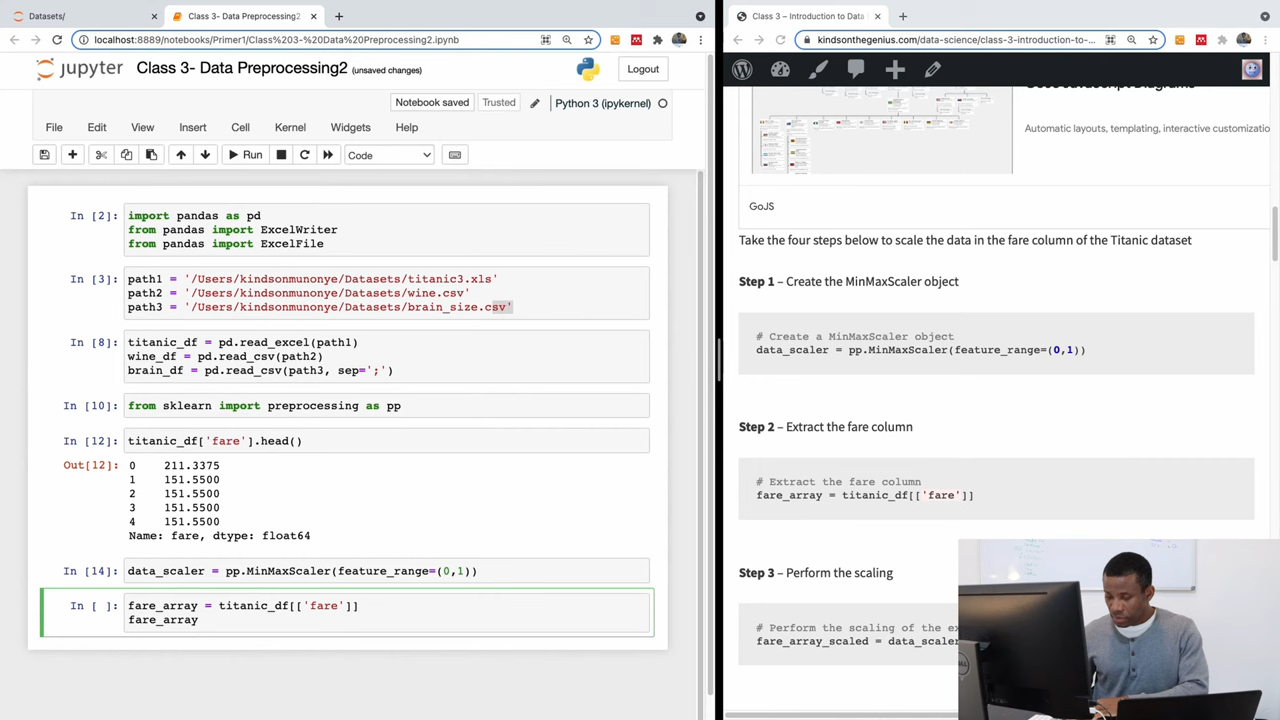 Datasets/
Class 3- Data Preprocessing2
localhost:8889/notebooks/Primer1/Class%203-%20Data%20Preprocessing2.ipynb
jupyter Class 3- Data Preprocessing2 (unsaved changes)
Logout
Notebook saved Trusted Python 3 (ipykernel)
File Edit View Insert Kernel Widgets Help
Code
In [2]: import pandas as pd
from pandas import ExcelWriter
from pandas import ExcelFile
In [3]: path1 = '/Users/kindsonmunonye/Datasets/titanic3.xls'
path2 = '/Users/kindsonmunonye/Datasets/wine.csv'
path3 = '/Users/kindsonmunonye/Datasets/brain_size.csv'
In [8]: titanic_df = pd.read_excel(path1)
ine_df = pd.read_csv(path2)
brain_df = pd.read_csv(path3, sep=';')
In [10]: from sklearn import preprocessing as pp
In [12]: titanic_df['fare'].head()
Out[12]: 0 211.3375
1 151.5500
2 151.5500
3 151.5500
4 151.5500
Name: fare, dtype: float64
In [14]: data_scaler = pp.MinMaxScaler(feature_range=(0,1))
In [ ]: fare_array = titanic_df[['fare']]
fare_array
Class 3 – Introduction to Data
kindsonthegenius.com/data-science/class-3-introduction-to-...
Automatic layouts, templating, interactive customizatio
GoJS
Take the four steps below to scale the data in the fare column of the Titanic dataset
Step 1 – Create the MinMaxScaler object
# Create a MinMaxScaler object
data_scaler = pp.MinMaxScaler(feature_range=(0,1))
Step 2 – Extract the fare column
# Extract the fare column
fare_array = titanic_df[['fare']]
Step 3 – Perform the scaling
# Perform the scaling of the ex
fare_array_scaled = data_scaler